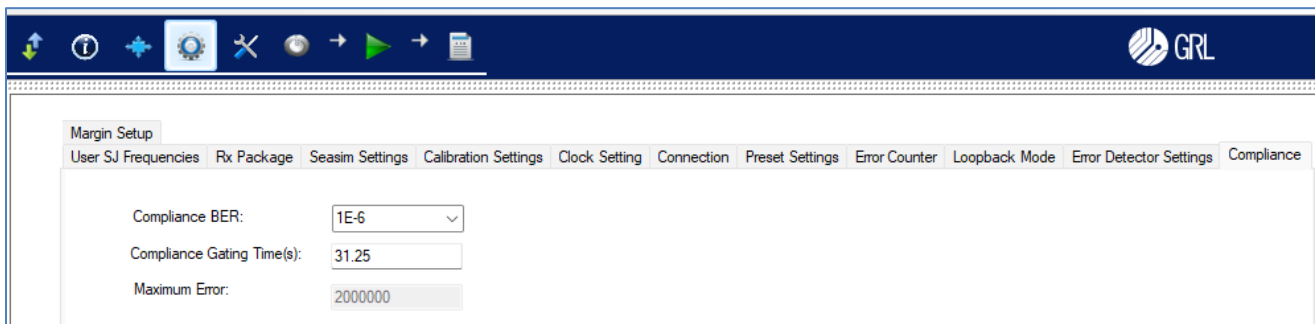 GRL
Margin Setup
User SJ Frequencies Rx Package Seasim Settings Calibration Settings Clock Setting Connection Preset Settings Error Counter Loopback Mode Error Detector Settings Compliance
Compliance BER: 1E-6
Compliance Gating Time(s): 31.25
Maximum Error: 2000000